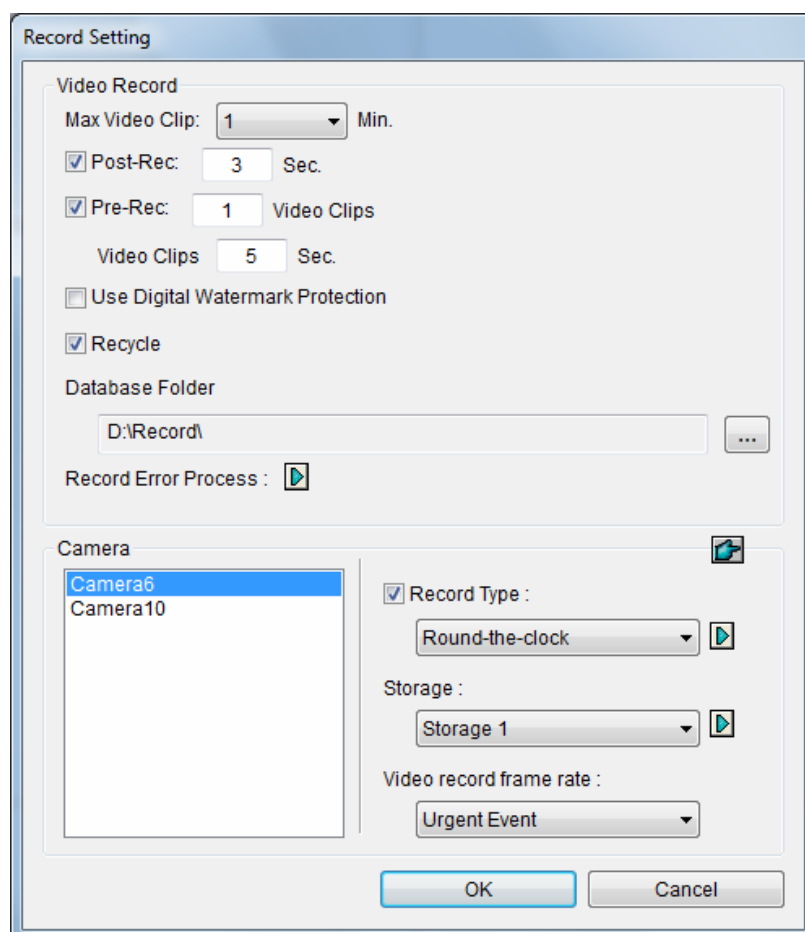 Record Setting
Video Record
Max Video Clip: 1 Min.
Post-Rec: 3 Sec.
Pre-Rec: 1 Video Clips
Video Clips 5 Sec.
Use Digital Watermark Protection
Recycle
Database Folder
D:\Record\ ...
Record Error Process :
Camera
Camera6
Camera10
Record Type :
Round-the-clock
Storage :
Storage 1
Video record frame rate :
Urgent Event
OK Cancel